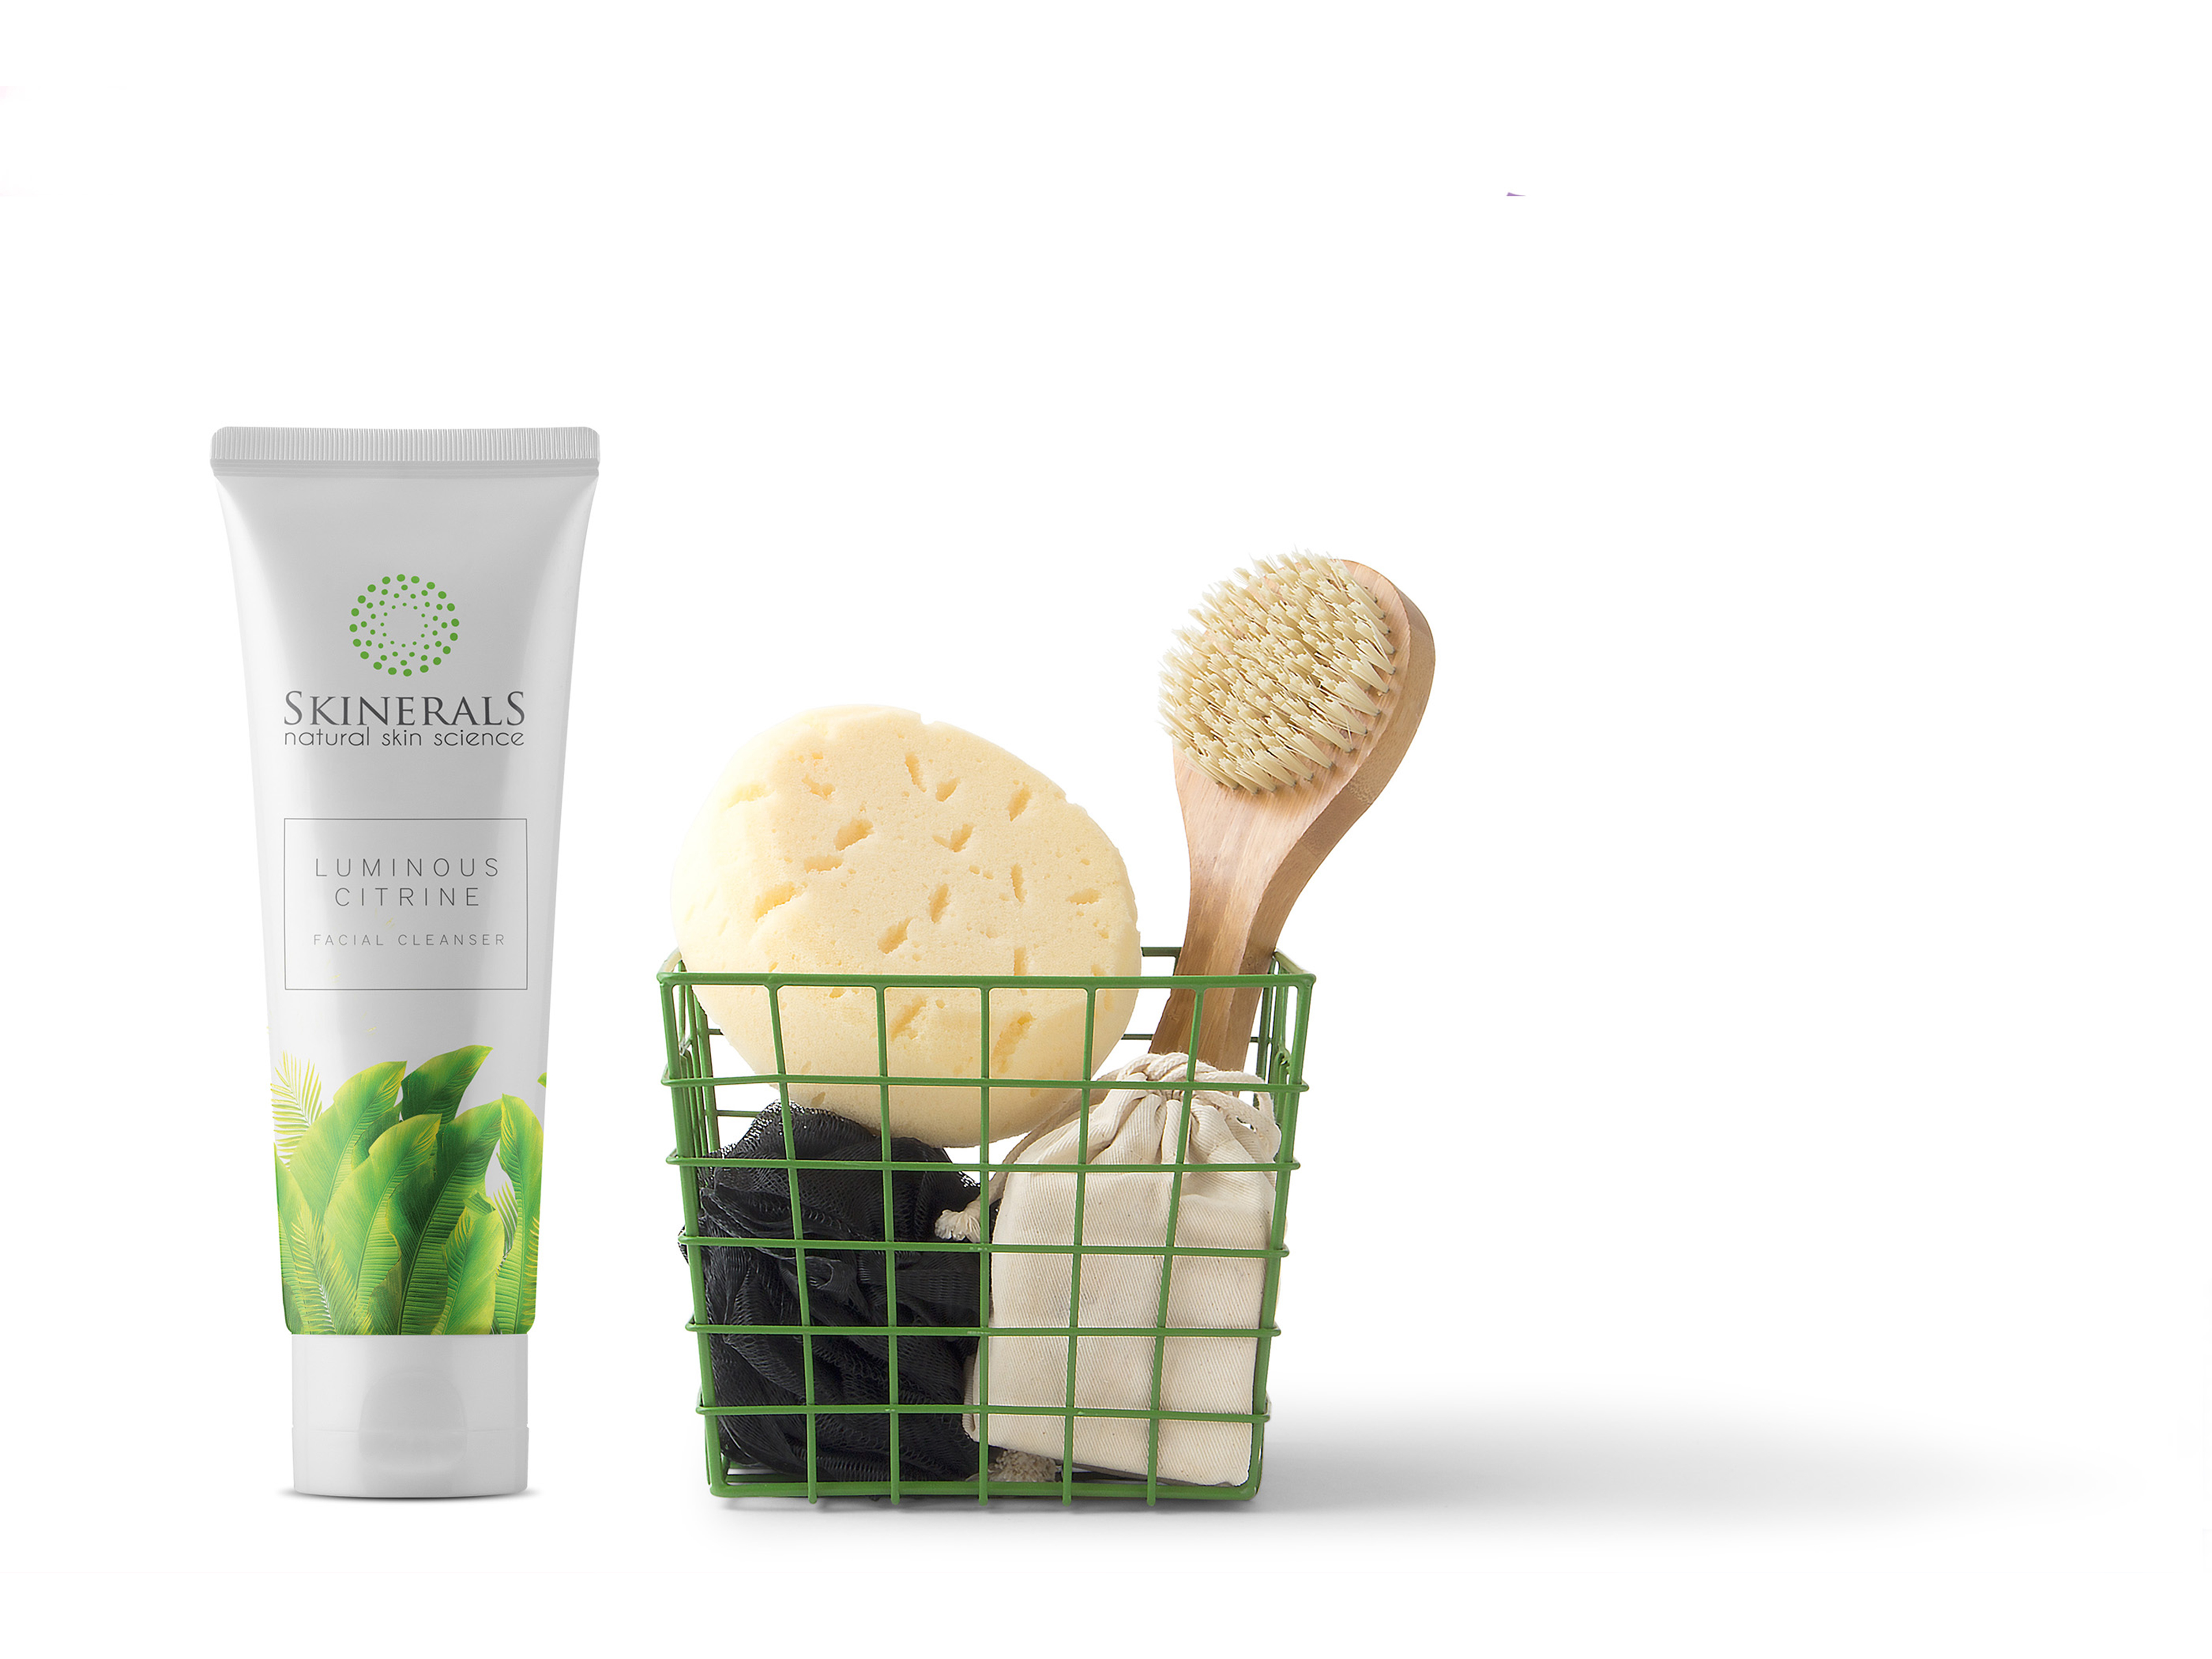 SKINERALS
natural skin science
LUMINOUS
CITRINE
FACIAL CLEANSER